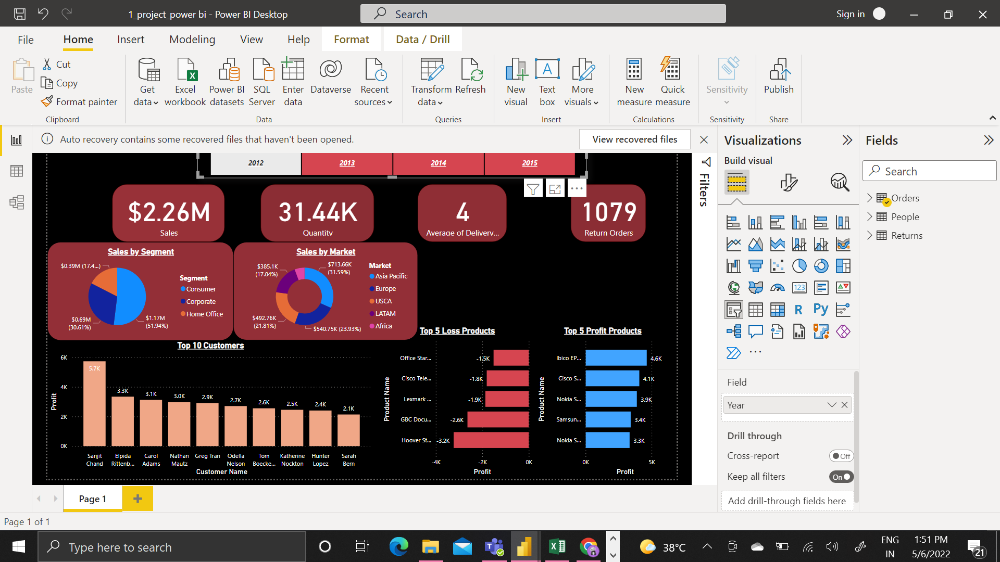 1_project_power bi - Power BI Desktop
Search
Sign in
File
Home
Insert
Modeling
View
Help
Format
Data / Drill
Paste
Cut
Copy
Format painter
Get data
Excel workbook
Power BI datasets
SQL Server
Enter data
Dataverse
Recent sources
Transform data
Refresh
New visual
Text box
More visuals
New measure
Quick measure
Sensitivity
Publish
Clipboard
Data
Queries
Insert
Calculations
Sensitivity
Share
Auto recovery contains some recovered files that haven't been opened.
View recovered files
2012
2013
2014
2015
$2.26M
Sales
31.44K
Quantity
4
Average of Delivery...
1079
Return Orders
Sales by Segment
$0.39M (17.4...)
$0.69M
(30.61%)
$1.17M
(51.94%)
Segment
Consumer
Corporate
Home Office
Sales by Market
$385.1K
(17.04%)
$713.66K
(31.59%)
$492.76K
(21.81%)
$540.75K (23.93%)
Market
Asia Pacific
Europe
USCA
LATAM
Africa
Top 10 Customers
Profit
6K
4K
2K
0K
5.7K
3.3K
3.1K
3.0K
2.9K
2.7K
2.6K
2.5K
2.4K
2.1K
Sanjit Chand
Elpida Rittenb...
Carol Adams
Nathan Mautz
Greg Tran
Odella Nelson
Tom Boecke...
Katherine Nockton
Hunter Lopez
Sarah Bern
Customer Name
Top 5 Loss Products
Product Name
Office Star...
-1.5K
Cisco Tele...
-1.8K
Lexmark ...
-1.9K
GBC Docu...
-2.6K
Hoover St...
-3.2K
-4K
-2K
0K
Profit
Top 5 Profit Products
Product Name
Ibico EP...
4.6K
Cisco S...
4.1K
Nokia S...
3.9K
Samsun...
3.4K
Nokia S...
3.3K
0K
5K
Profit
Filters
Visualizations
Build visual
123
R
Py
Field
Year
Drill through
Cross-report
Off
Keep all filters
On
Add drill-through fields here
Fields
Search
Orders
People
Returns
Page 1
Page 1 of 1
Type here to search
38°C
ENG
IN
1:51 PM
5/6/2022
21